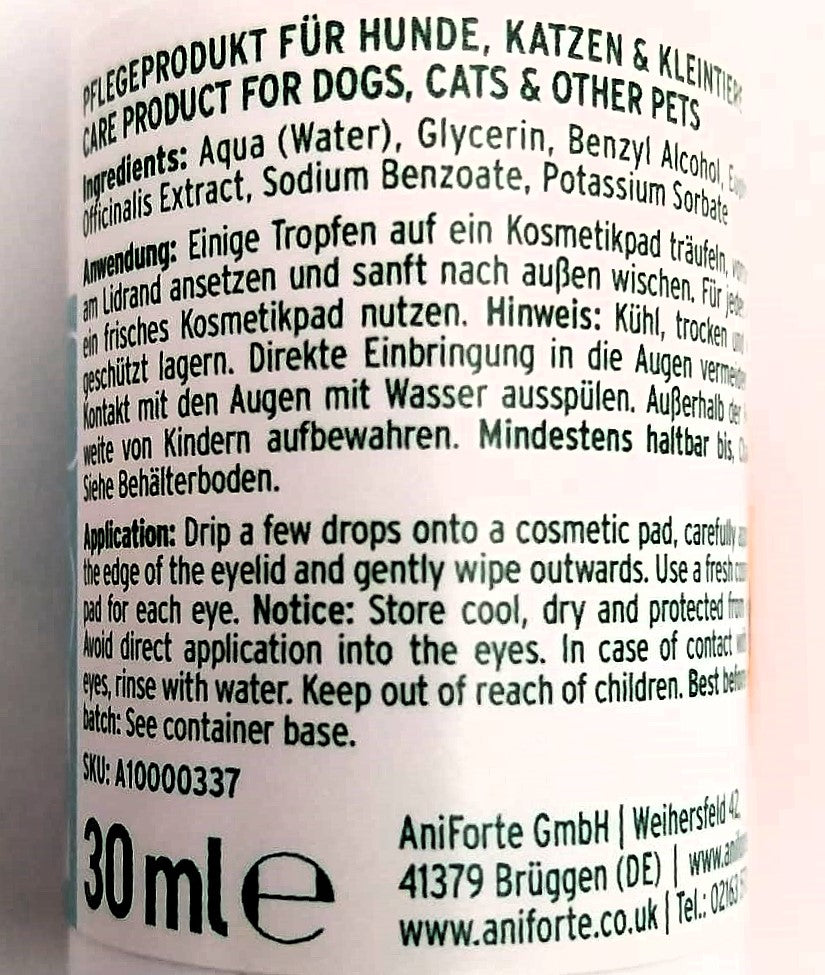 PFLEGEPRODUKT FÜR HUNDE, KATZEN & KLEINTIERE
CARE PRODUCT FOR DOGS, CATS & OTHER PETS
Ingredients: Aqua (Water), Glycerin, Benzyl Alcohol,
Officinalis Extract, Sodium Benzoate, Potassium Sorbate
Anwendung: Einige Tropfen auf ein Kosmetikpad träufeln,
am Lidrand ansetzen und sanft nach außen wischen. Für
ein frisches Kosmetikpad nutzen. Hinweis: Kühl, trocken
geschützt lagern. Direkte Einbringung in die Augen
Kontakt mit den Augen mit Wasser ausspülen. Außerhalb der
weite von Kindern aufbewahren. Mindestens haltbar bis,
Siehe Behälterboden.
Application: Drip a few drops onto a cosmetic pad, carefully
the edge of the eyelid and gently wipe outwards. Use a fresh
pad for each eye. Notice: Store cool, dry and protected from
Avoid direct application into the eyes. In case of contact
eyes, rinse with water. Keep out of reach of children. Best
batch: See container base.
SKU: A10000337
30 ml e
AniForte GmbH | Weihersfeld 42,
41379 Brüggen (DE) |
www.aniforte.co.uk | Tel.: 02163